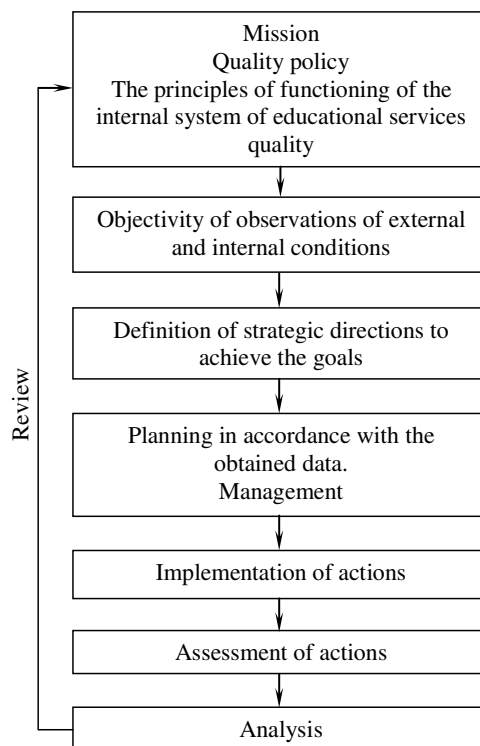 Mission
Quality policy
The principles of functioning of the
internal system of educational services
quality
Objectivity of observations of external
and internal conditions
Definition of strategic directions to
achieve the goals
Review
Planning in accordance with the
obtained data.
Management
Implementation of actions
Assessment of actions
Analysis